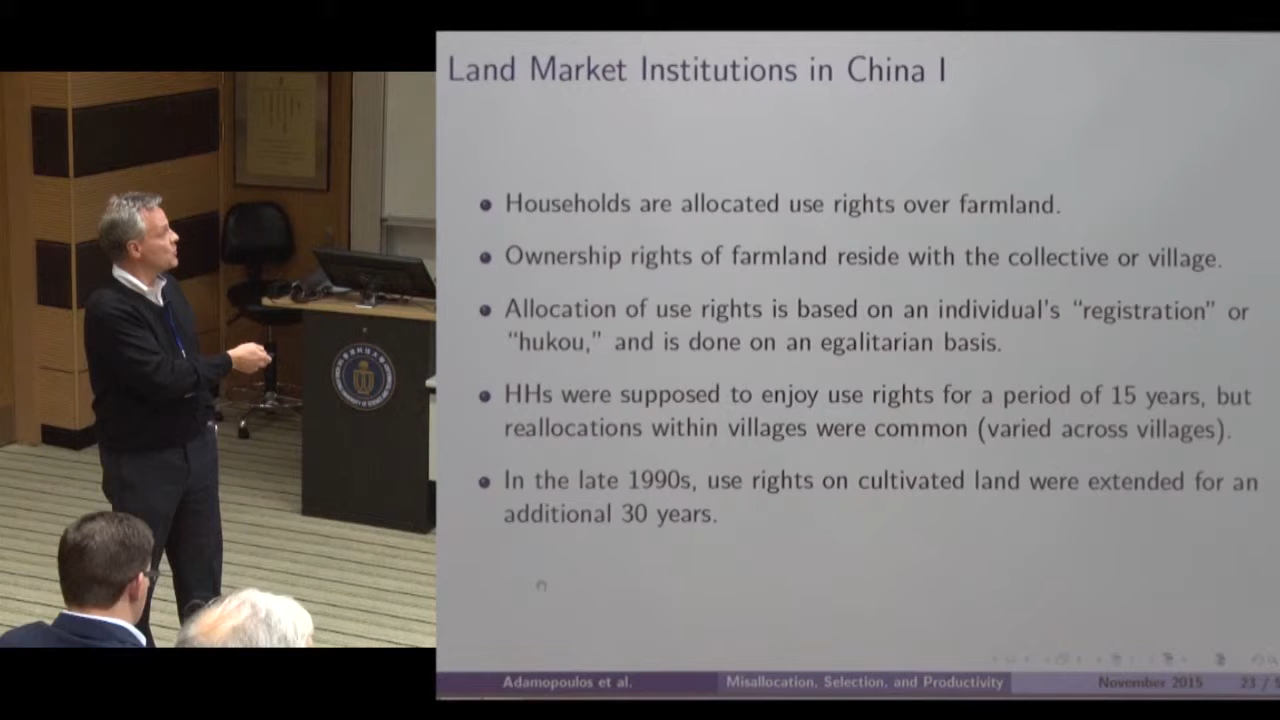 Land Market Institutions in China I
Households are allocated use rights over farmland.
Ownership rights of farmland reside with the collective or village.
Allocation of use rights is based on an individual's “registration” or
“hukou,” and is done on an egalitarian basis.
HHs were supposed to enjoy use rights for a period of 15 years, but
reallocations within villages were common (varied across villages).
In the late 1990s, use rights on cultivated land were extended for an
additional 30 years.
Adamopoulos et al.
Misallocation, Selection, and Productivity
November 2015
23 /